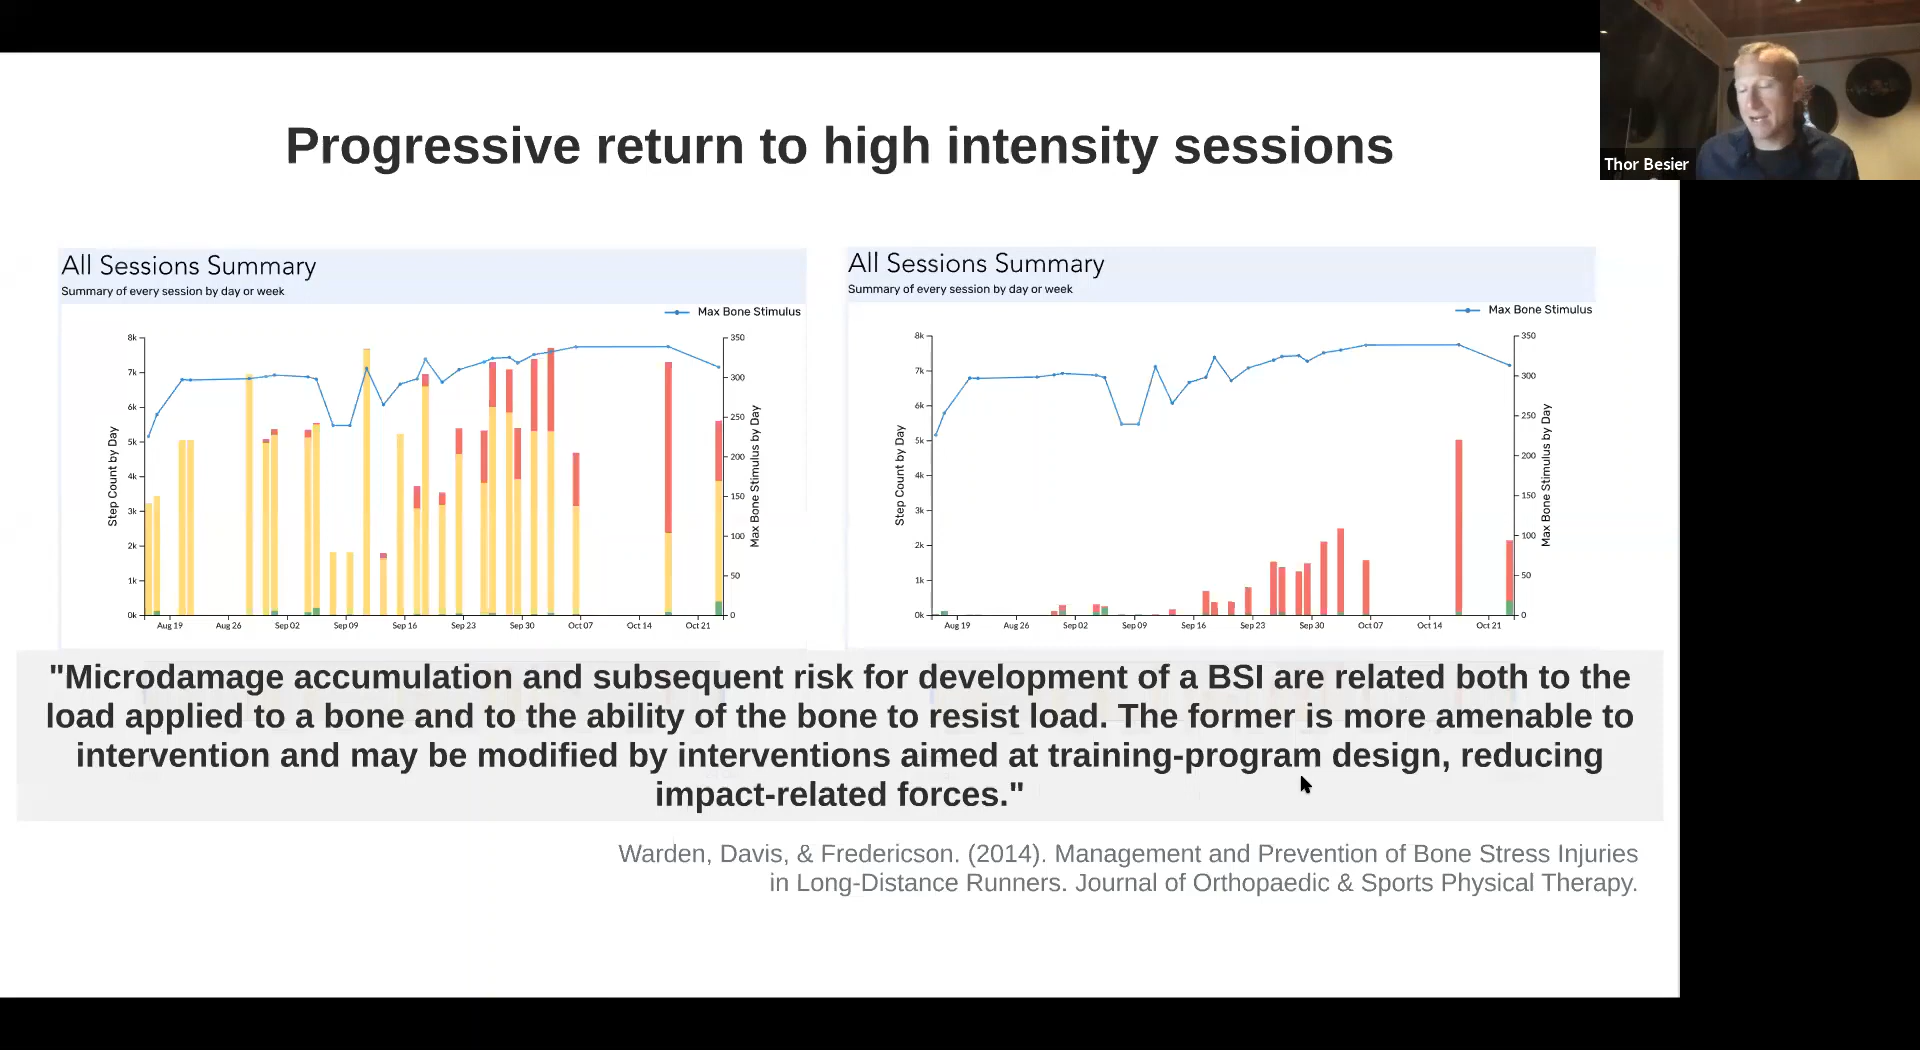 Thor Besier
Progressive return to high intensity sessions
All Sessions Summary
Summary of every session by day or week
Max Bone Stimulus
8k
7k
6k
5k
4k
3k
2k
1k
0k
Step Count by Day
350
300
250
200
150
100
50
0
Max Bone Stimulus by Day
Aug 19 Aug 26 Sep 02 Sep 09 Sep 16 Sep 23 Sep 30 Oct 07 Oct 14 Oct 21
All Sessions Summary
Summary of every session by day or week
Max Bone Stimulus
8k
7k
6k
5k
4k
3k
2k
1k
0k
Step Count by Day
350
300
250
200
150
100
50
0
Max Bone Stimulus by Day
Aug 19 Aug 26 Sep 02 Sep 09 Sep 16 Sep 23 Sep 30 Oct 07 Oct 14 Oct 21
"Microdamage accumulation and subsequent risk for development of a BSI are related both to the
load applied to a bone and to the ability of the bone to resist load. The former is more amenable to
intervention and may be modified by interventions aimed at training-program design, reducing
impact-related forces."
Warden, Davis, & Fredericson. (2014). Management and Prevention of Bone Stress Injuries
in Long-Distance Runners. Journal of Orthopaedic & Sports Physical Therapy.